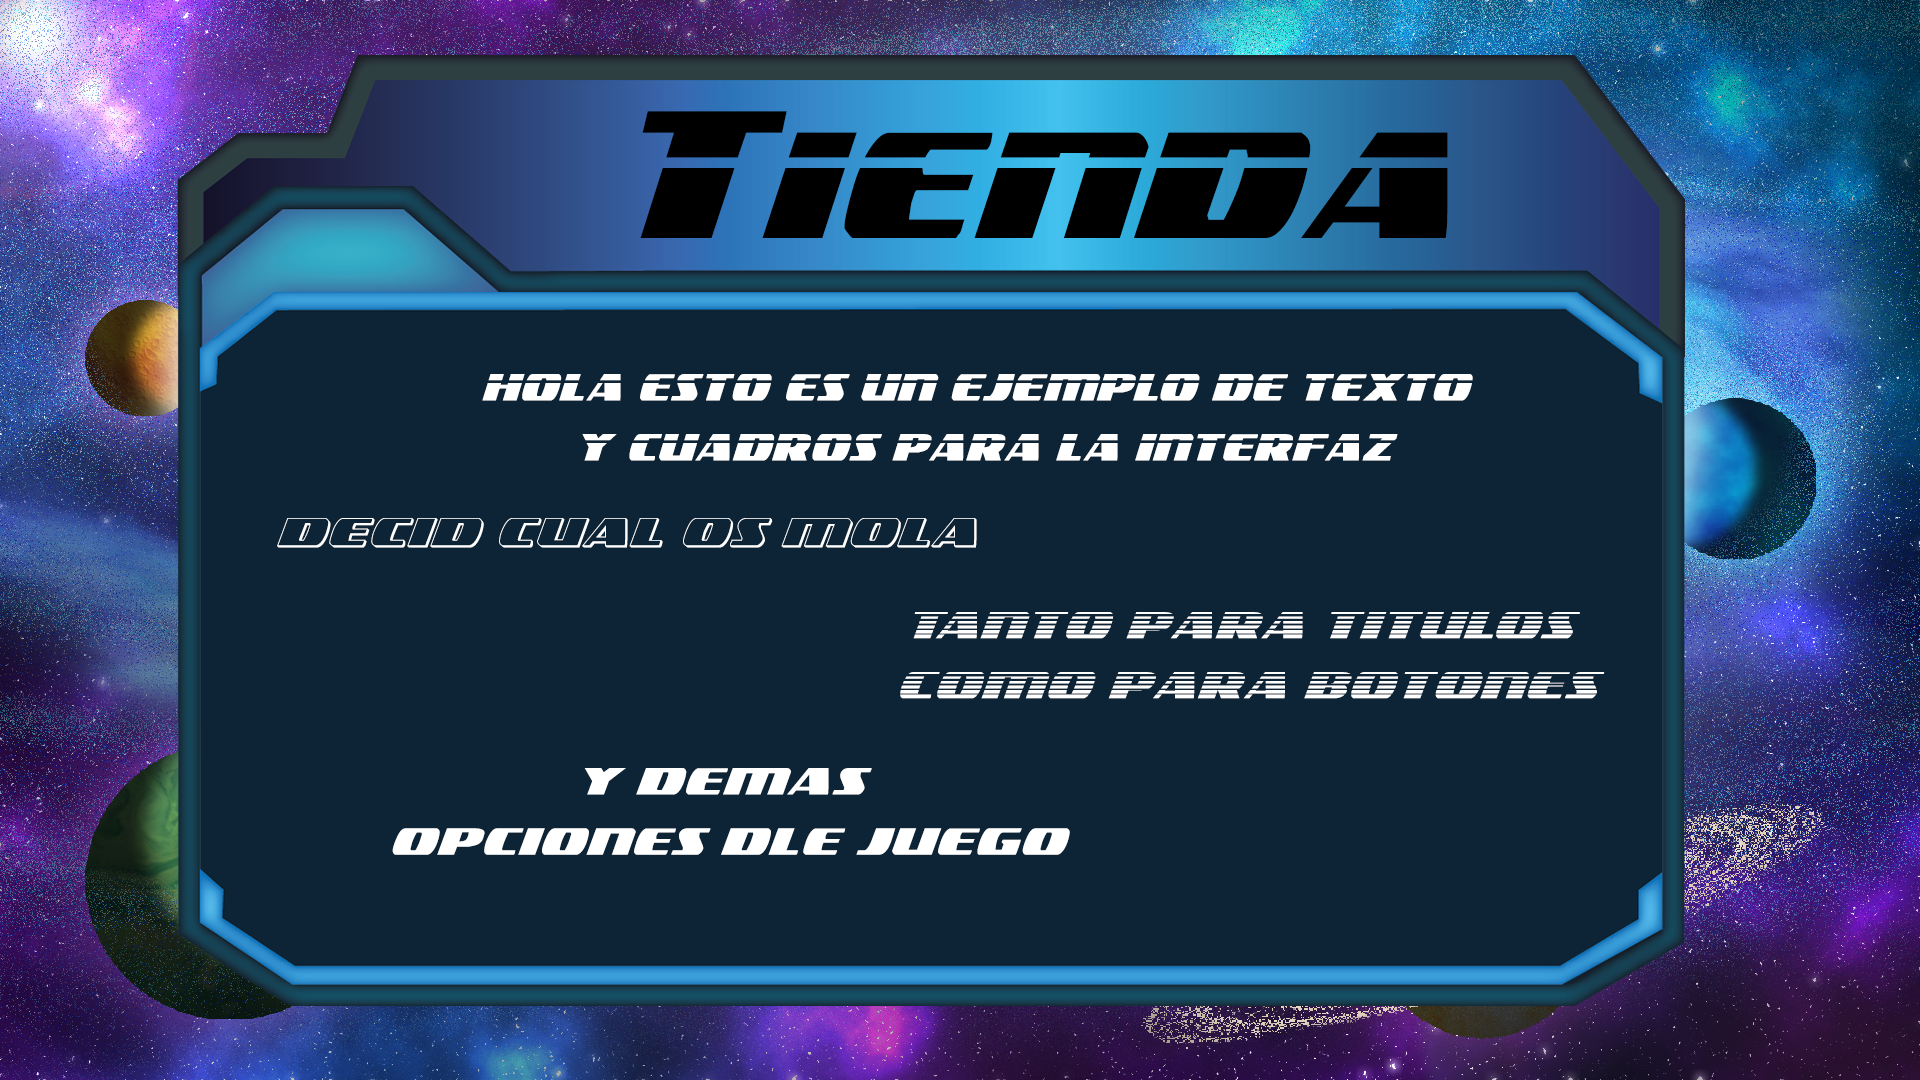 TIENDA
HOLA ESTO ES UN EJEMPLO DE TEXTO
Y CUADROS PARA LA INTERFAZ
DECID CUAL OS MOLA
TANTO PARA TITULOS
COMO PARA BOTONES
Y DEMAS
OPCIONES DLE JUEGO